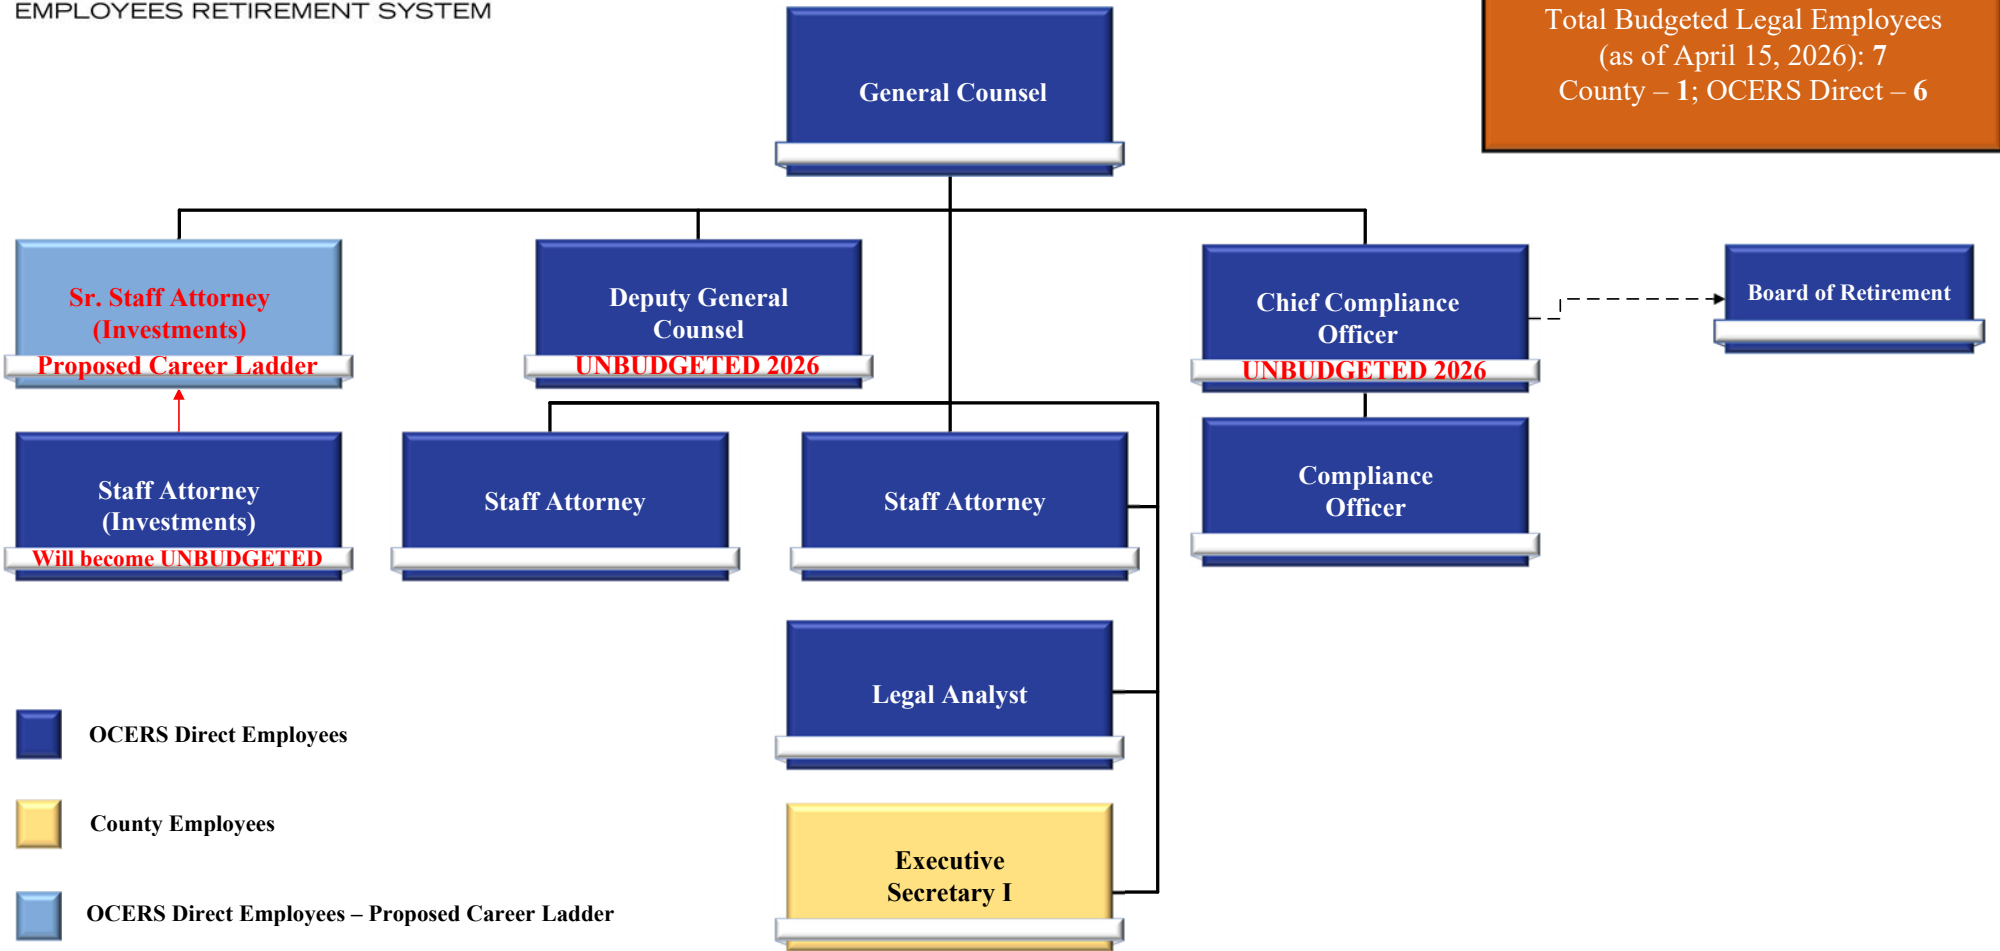 EMPLOYEES RETIREMENT SYSTEM
Total Budgeted Legal Employees
(as of April 15, 2026): 7
County – 1; OCERS Direct – 6
General Counsel
Sr. Staff Attorney
(Investments)
Proposed Career Ladder
Deputy General
Counsel
UNBUDGETED 2026
Chief Compliance
Officer
UNBUDGETED 2026
Board of Retirement
Staff Attorney
(Investments)
Will become UNBUDGETED
Staff Attorney
Staff Attorney
Compliance
Officer
Legal Analyst
Executive
Secretary I
OCERS Direct Employees
County Employees
OCERS Direct Employees – Proposed Career Ladder